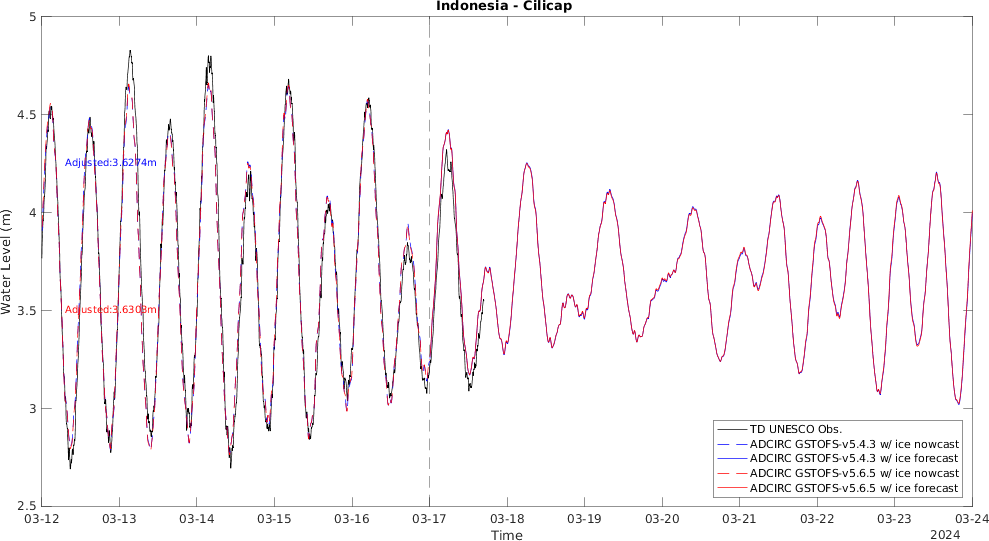 Indonesia - Cilicap
5
4.5
4
3.5
3
2.5
Water Level (m)
Adjusted:3.6274m
Adjusted:3.6303m
TD UNESCO Obs.
ADCIRC GSTOFS-v5.4.3 w/ ice nowcast
ADCIRC GSTOFS-v5.4.3 w/ ice forecast
ADCIRC GSTOFS-v5.6.5 w/ ice nowcast
ADCIRC GSTOFS-v5.6.5 w/ ice forecast
03-12 03-13 03-14 03-15 03-16 03-17 03-18 03-19 03-20 03-21 03-22 03-23 03-24
Time
2024